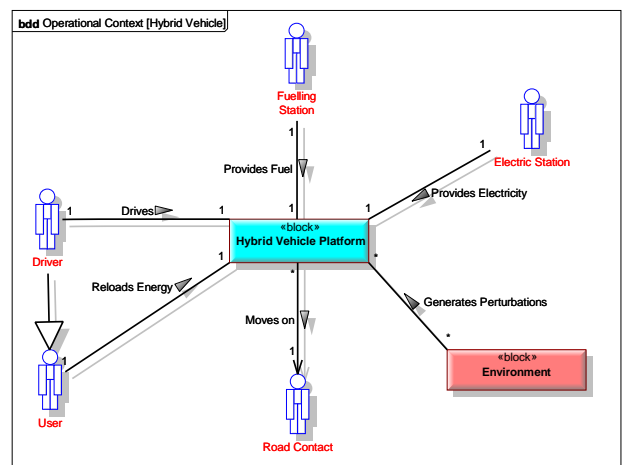 bdd Operational Context [Hybrid Vehicle]
Fuelling
Station
1
1
Electric Station
Provides Fuel
Provides Electricity
1
Drives
1
1
1
«block»
Hybrid Vehicle Platform
Driver
1
*
*
Reloads Energy
Generates Perturbations
Moves on
*
1
1
«block»
Environment
User
Road Contact